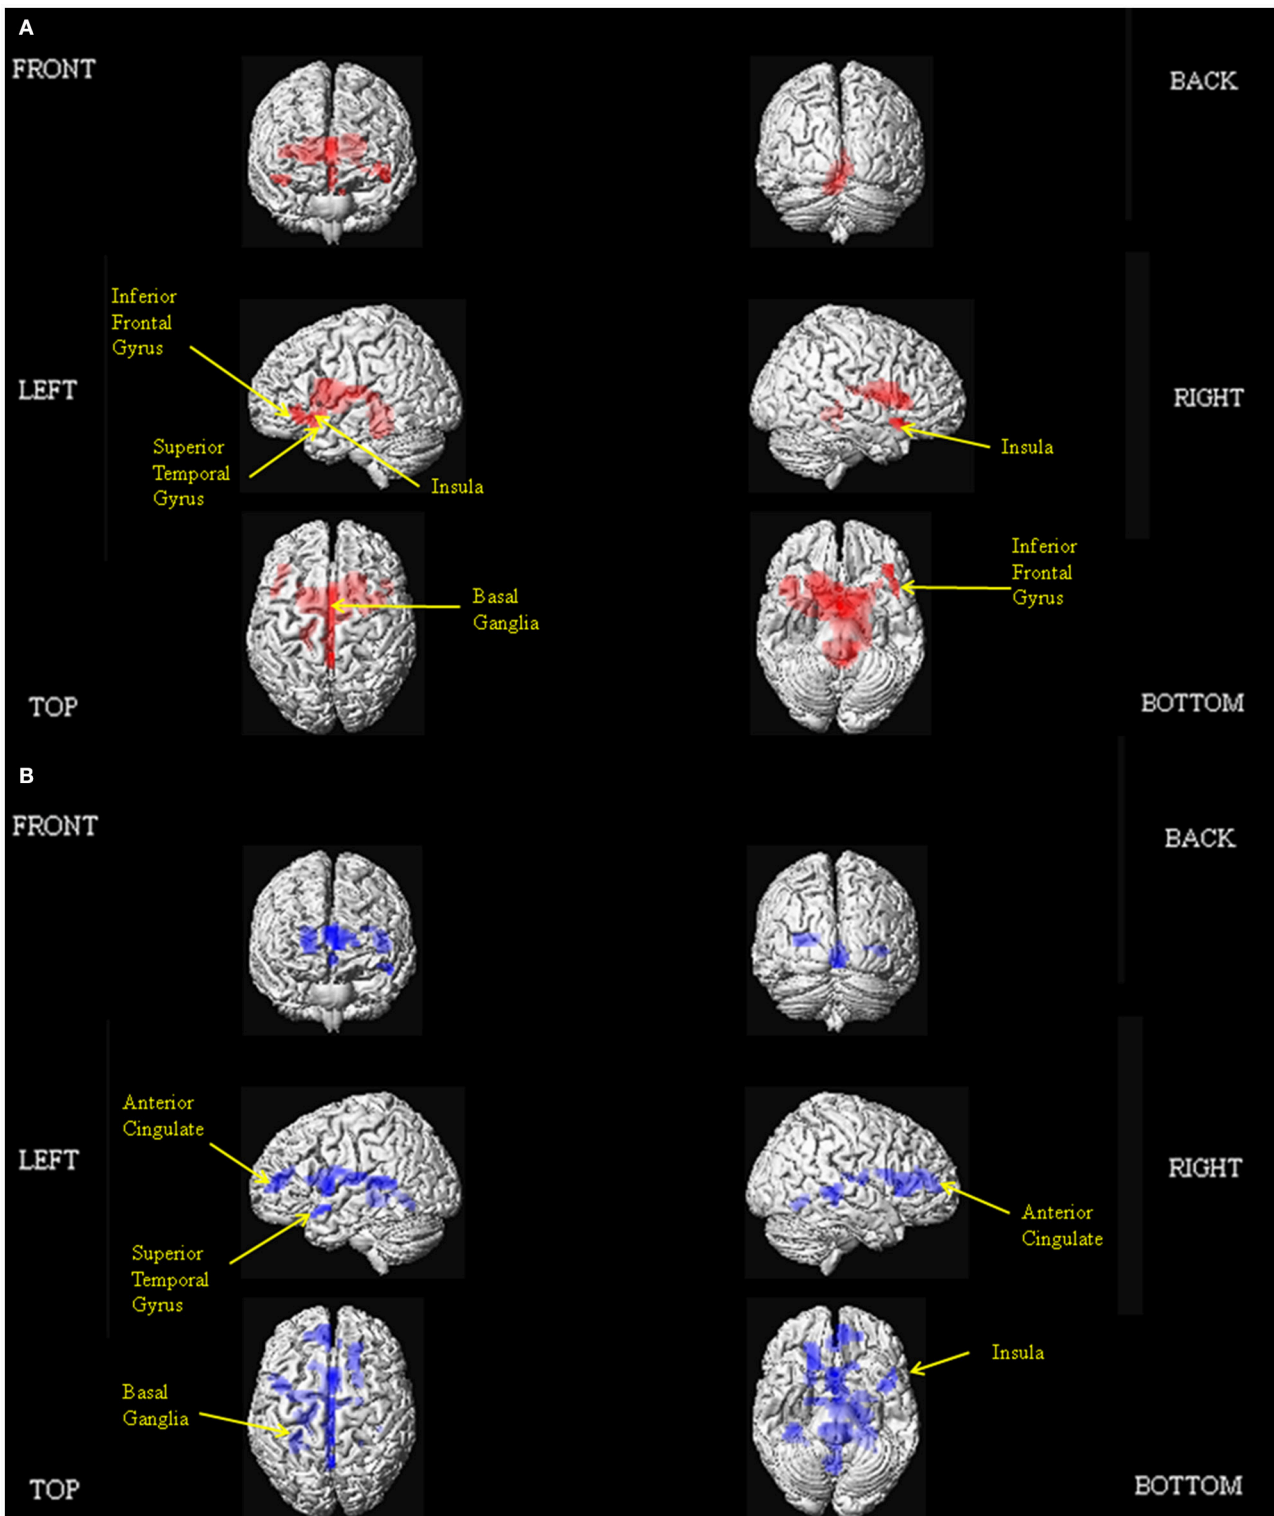 A
FRONT
BACK
Inferior
Frontal
Gyrus
LEFT
RIGHT
Superior
Temporal
Gyrus
Insula
Insula
Inferior
Frontal
Gyrus
Basal
Ganglia
TOP
BOTTOM
B
FRONT
BACK
Anterior
Cingulate
LEFT
RIGHT
Anterior
Cingulate
Superior
Temporal
Gyrus
Insula
Basal
Ganglia
TOP
BOTTOM